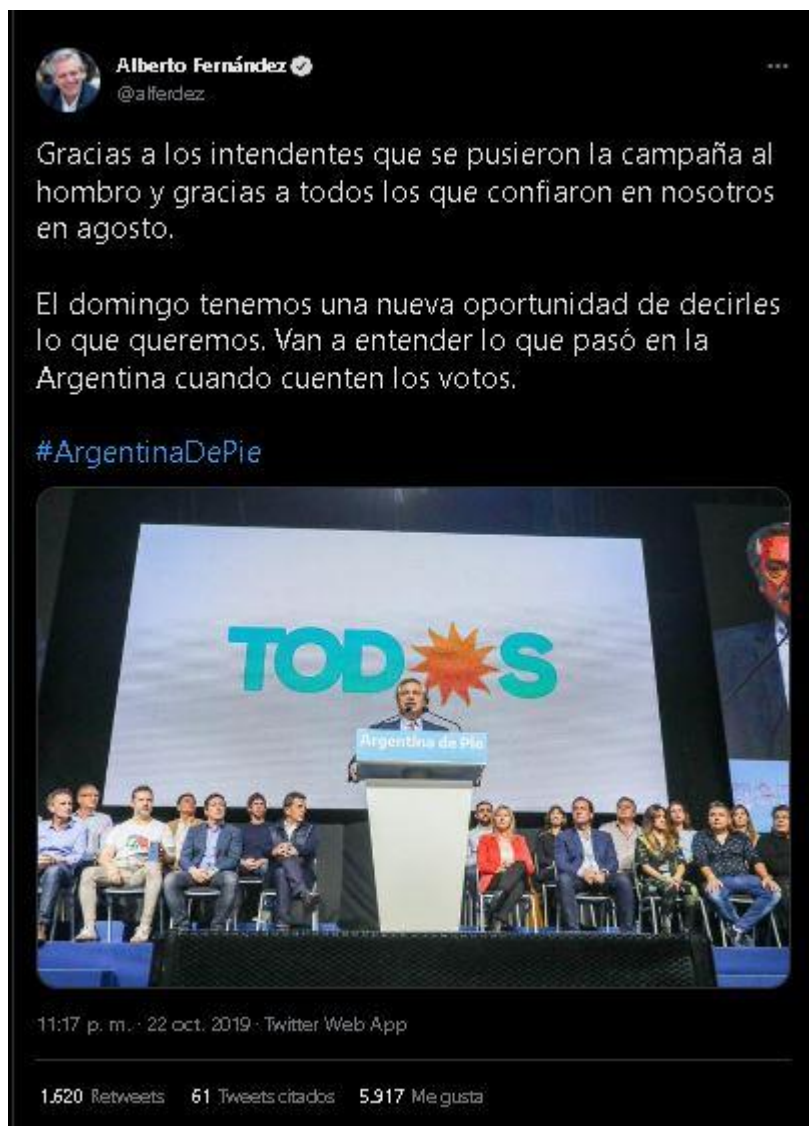 Alberto Fernández
@alferdez
Gracias a los intendentes que se pusieron la campaña al
hombro y gracias a todos los que confiaron en nosotros
en agosto.
El domingo tenemos una nueva oportunidad de decirles
lo que queremos. Van a entender lo que pasó en la
Argentina cuando cuenten los votos.
#ArgentinaDePie
TODOS
Argentina de Pie
11:17 p. m. · 22 oct. 2019 · Twitter Web App
1.620 Retweets 61 Tweets citados 5.917 Me gusta